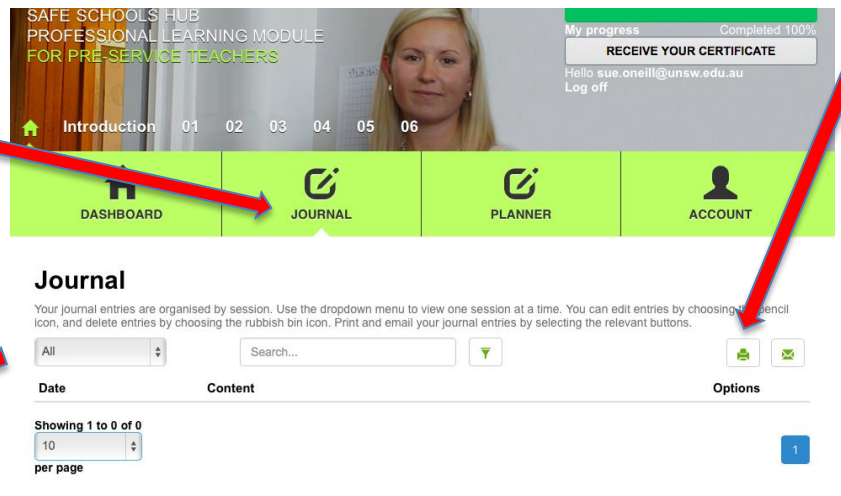 SAFE SCHOOLS HUB
PROFESSIONAL LEARNING MODULE
FOR PRE-SERVICE TEACHERS
My progress Completed 100%
RECEIVE YOUR CERTIFICATE
Hello sue.oneill@unsw.edu.au
Log off
Introduction 01 02 03 04 05 06
DASHBOARD JOURNAL PLANNER ACCOUNT
Journal
Your journal entries are organised by session. Use the dropdown menu to view one session at a time. You can edit entries by choosing the pencil
icon, and delete entries by choosing the rubbish bin icon. Print and email your journal entries by selecting the relevant buttons.
All Search...
Date Content Options
Showing 1 to 0 of 0
10
1
per page